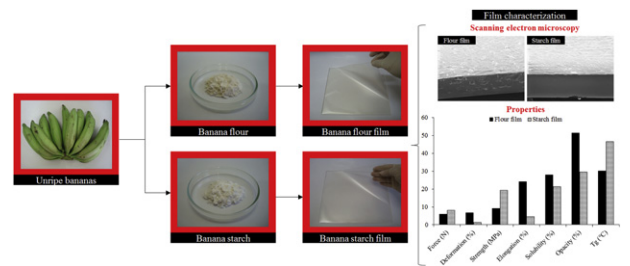 Film characterization
Scanning electron microscopy
Flour film
Starch film
Banana flour
Banana flour film
Unripe bananas
Banana starch
Banana starch film
Properties
Flour film
Starch film
60
50
40
30
20
10
0
Force (N)
Deformation (%)
Strength (MPa)
Elongation (%)
Solubility (%)
Opacity (%)
Tg (°C)